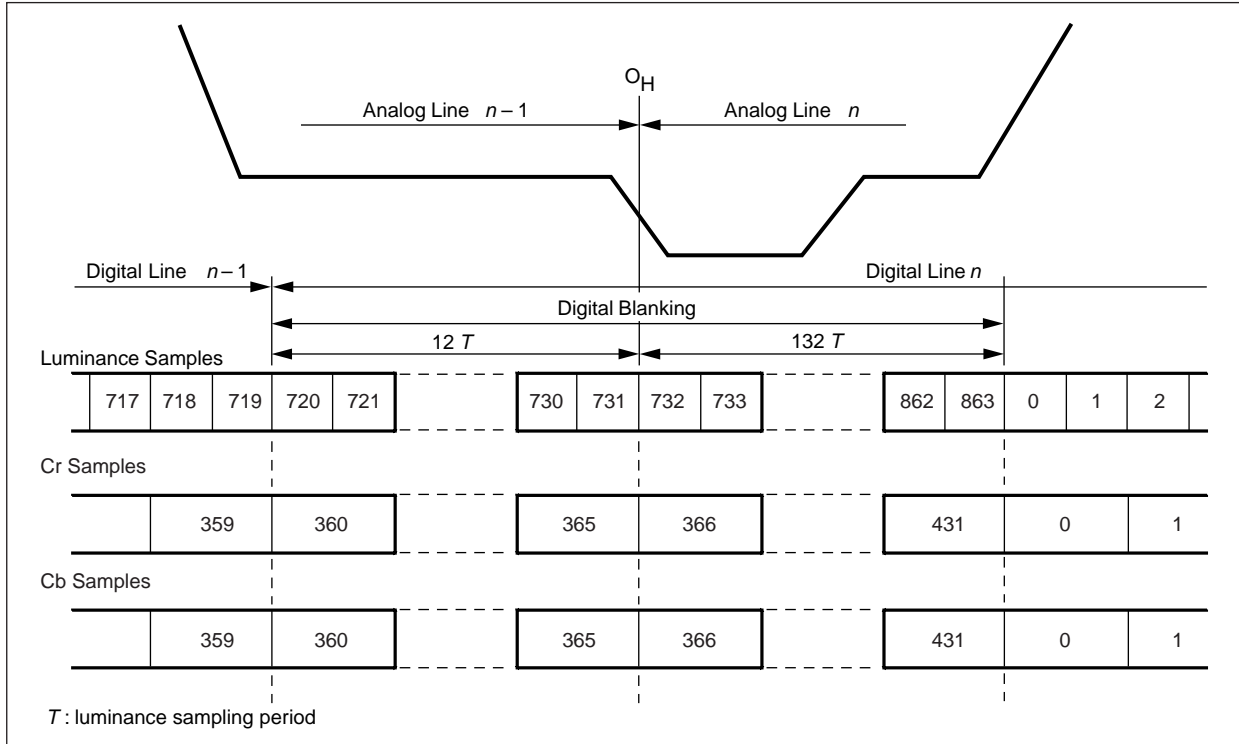 OH
Analog Line n – 1 Analog Line n
Digital Line n – 1 Digital Line n
Digital Blanking
12 T 132 T
Luminance Samples
717 718 719 720 721 730 731 732 733 862 863 0 1 2
Cr Samples
359 360 365 366 431 0 1
Cb Samples
359 360 365 366 431 0 1
T : luminance sampling period